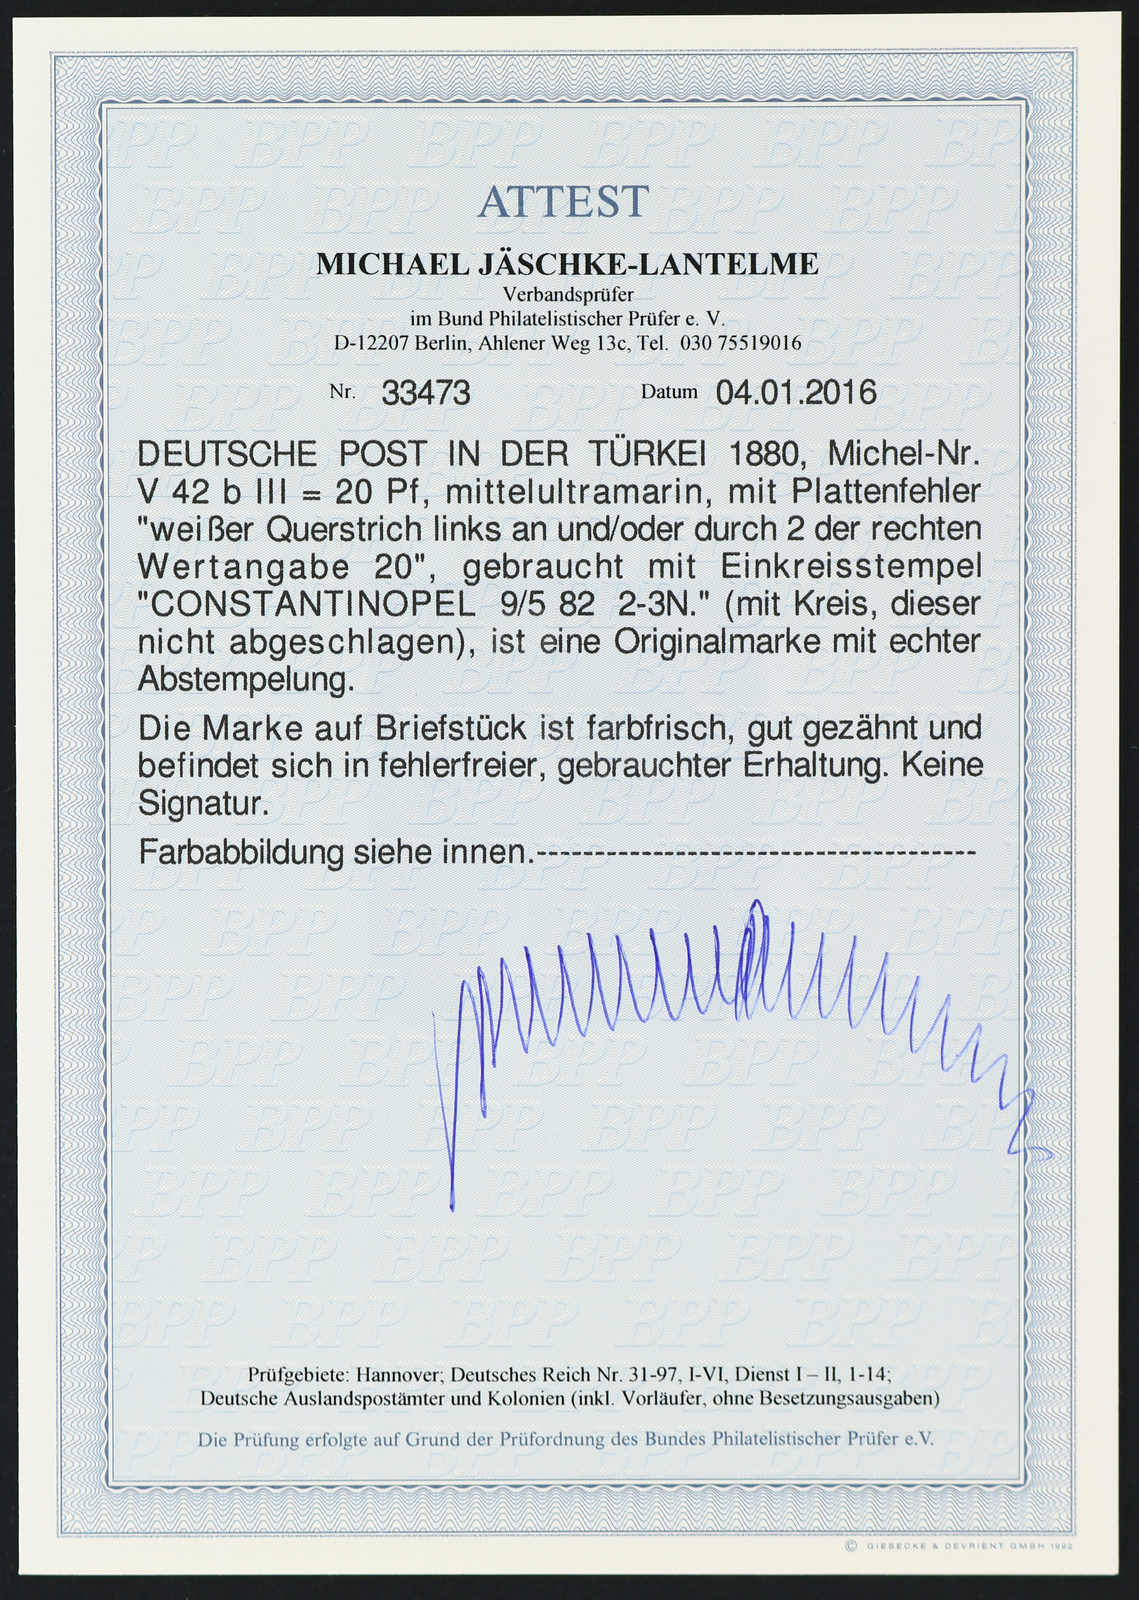 ATTEST
MICHAEL JÄSCHKE-LANTELME
Verbandsprüfer
im Bund Philatelistischer Prüfer e. V.
D-12207 Berlin, Ahlener Weg 13c, Tel. 030 75519016
Nr. 33473 Datum 04.01.2016
DEUTSCHE POST IN DER TÜRKEI 1880, Michel-Nr.
V 42 b III = 20 Pf, mittelultramarin, mit Plattenfehler
"weißer Querstrich links an und/oder durch 2 der rechten
Wertangabe 20", gebraucht mit Einkreisstempel
"CONSTANTINOPEL 9/5 82 2-3N." (mit Kreis, dieser
nicht abgeschlagen), ist eine Originalmarke mit echter
Abstempelung.
Die Marke auf Briefstück ist farbfrisch, gut gezähnt und
befindet sich in fehlerfreier, gebrauchter Erhaltung. Keine
Signatur.
Farbabbildung siehe innen.--------------------------------------
Prüfgebiete: Hannover; Deutsches Reich Nr. 31-97, I-VI, Dienst I – II, 1-14;
Deutsche Auslandspostämter und Kolonien (inkl. Vorläufer, ohne Besetzungsausgaben)
Die Prüfung erfolgte auf Grund der Prüfordnung des Bundes Philatelistischer Prüfer e.V.
© GIESECKE & DEVRIENT GMBH 1992